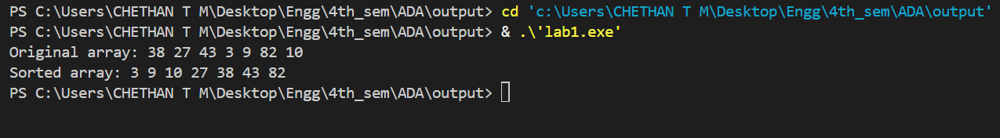 PS C:\Users\CHETHAN T M\Desktop\Engg\4th_sem\ADA\output> cd 'c:\Users\CHETHAN T M\Desktop\Engg\4th_sem\ADA\output'
PS C:\Users\CHETHAN T M\Desktop\Engg\4th_sem\ADA\output> & .\'lab1.exe'
Original array: 38 27 43 3 9 82 10
Sorted array: 3 9 10 27 38 43 82
PS C:\Users\CHETHAN T M\Desktop\Engg\4th_sem\ADA\output>